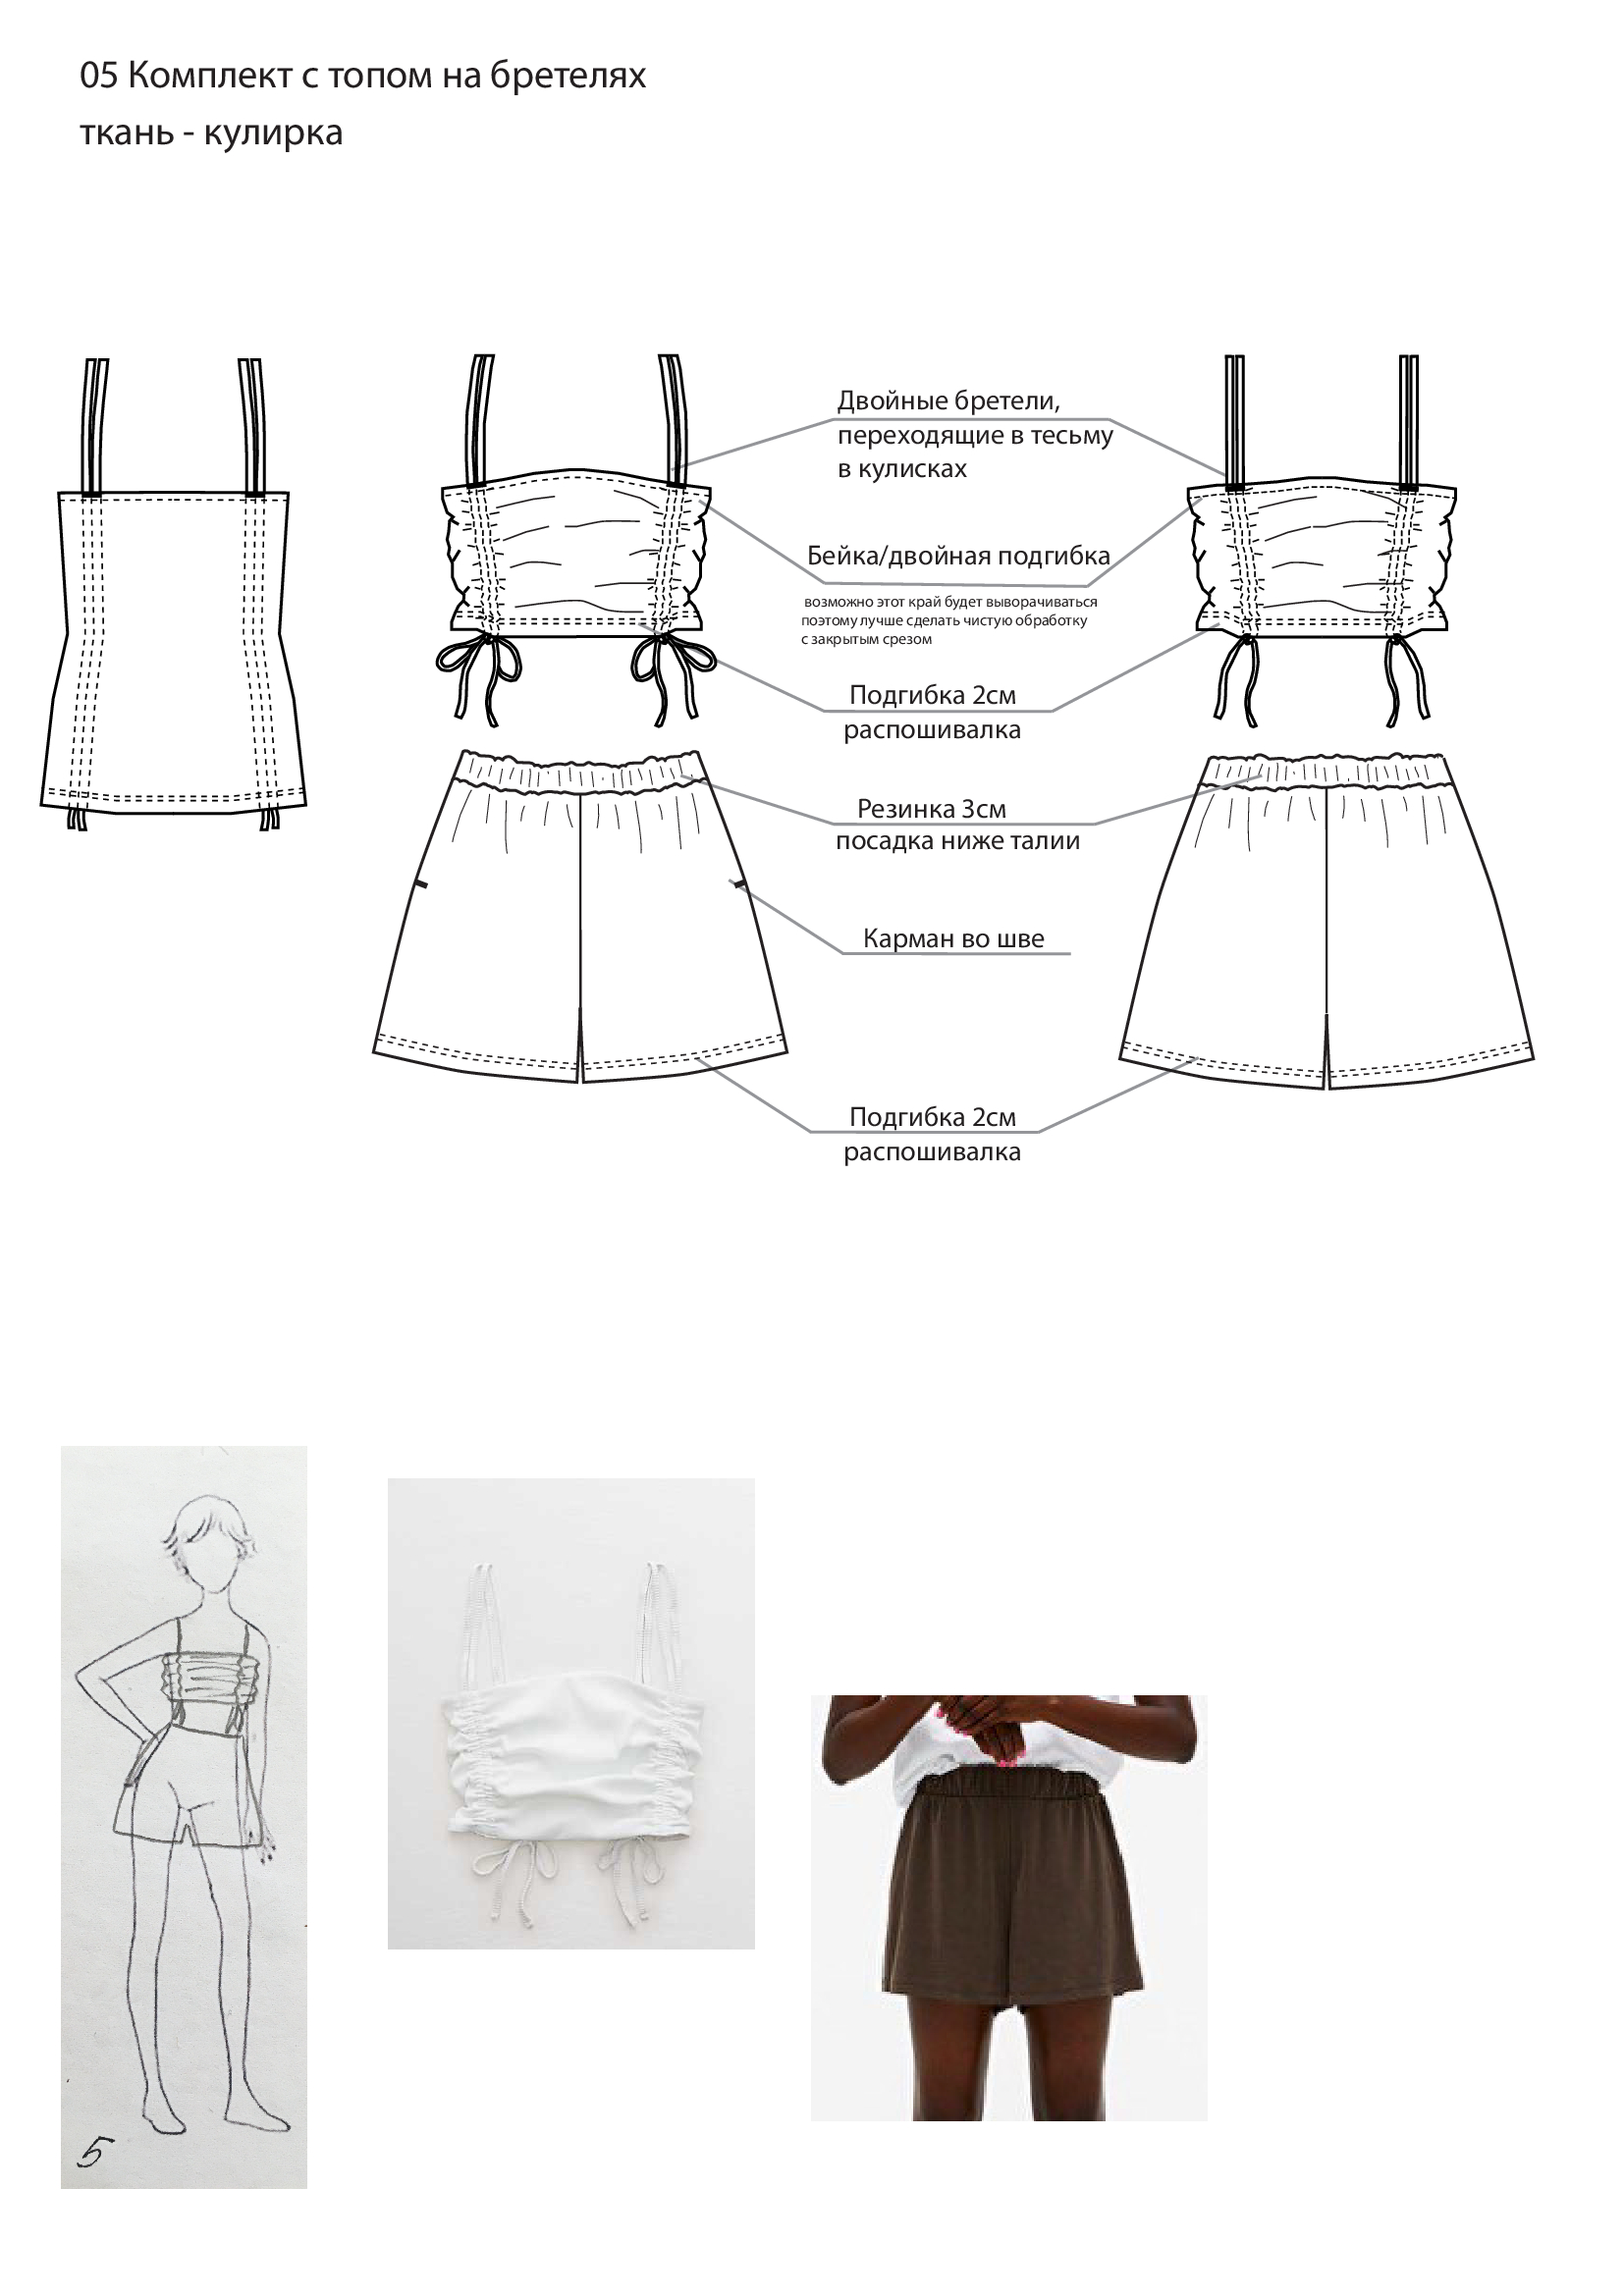 05 Комплект с топом на бретелях
ткань - кулирка
Двойные бретели,
переходящие в тесьму
в кулисках
Бейка/двойная подгибка
возможно этот край будет выворачиваться
поэтому лучше сделать чистую обработку
с закрытым срезом
Подгибка 2см
распошивалка
Резинка 3см
посадка ниже талии
Карман во шве
Подгибка 2см
распошивалка
5